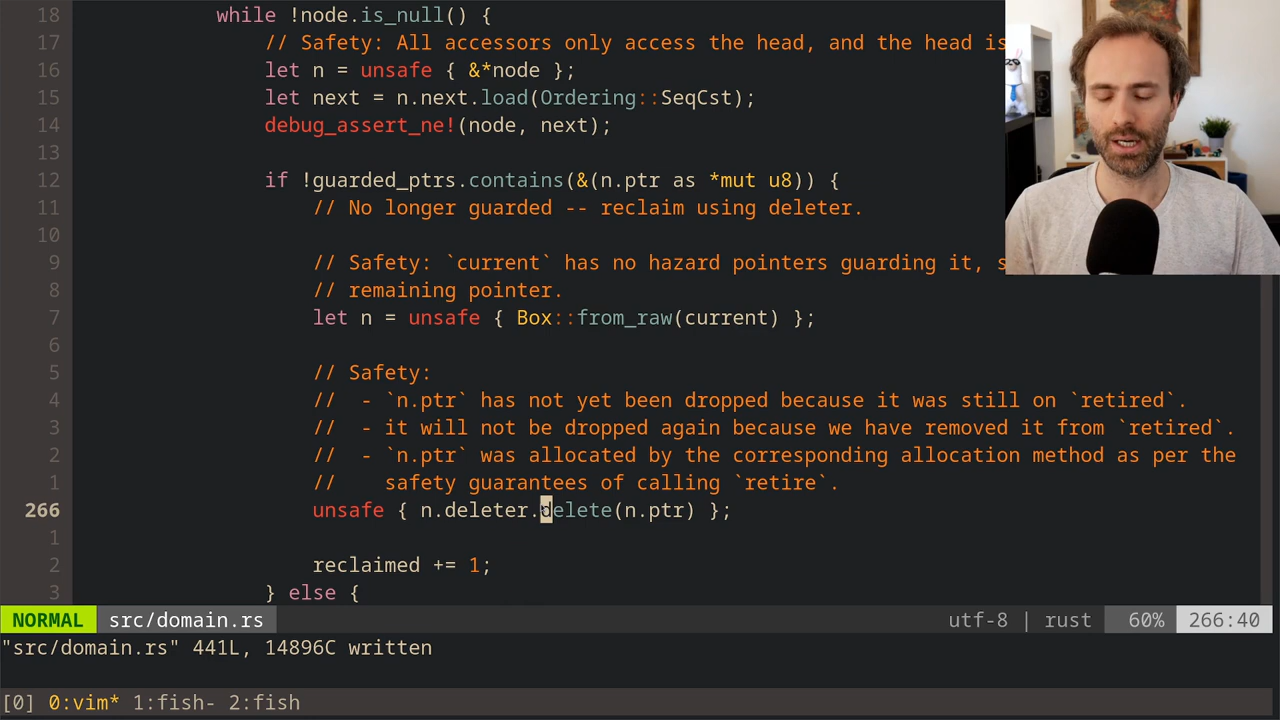 18 while !node.is_null() {
17 // Safety: All accessors only access the head, and the head is
16 let n = unsafe { &*node };
15 let next = n.next.load(Ordering::SeqCst);
14 debug_assert_ne!(node, next);
13
12 if !guarded_ptrs.contains(&(n.ptr as *mut u8)) {
11 // No longer guarded -- reclaim using deleter.
10
9 // Safety: `current` has no hazard pointers guarding it, s
8 // remaining pointer.
7 let n = unsafe { Box::from_raw(current) };
6
5 // Safety:
4 // - `n.ptr` has not yet been dropped because it was still on `retired`.
3 // - it will not be dropped again because we have removed it from `retired`.
2 // - `n.ptr` was allocated by the corresponding allocation method as per the
1 // safety guarantees of calling `retire`.
266 unsafe { n.deleter.delete(n.ptr) };
1
2 reclaimed += 1;
3 } else {
NORMAL src/domain.rs utf-8 | rust 60% 266:40
"src/domain.rs" 441L, 14896C written
[0] 0:vim* 1:fish- 2:fish